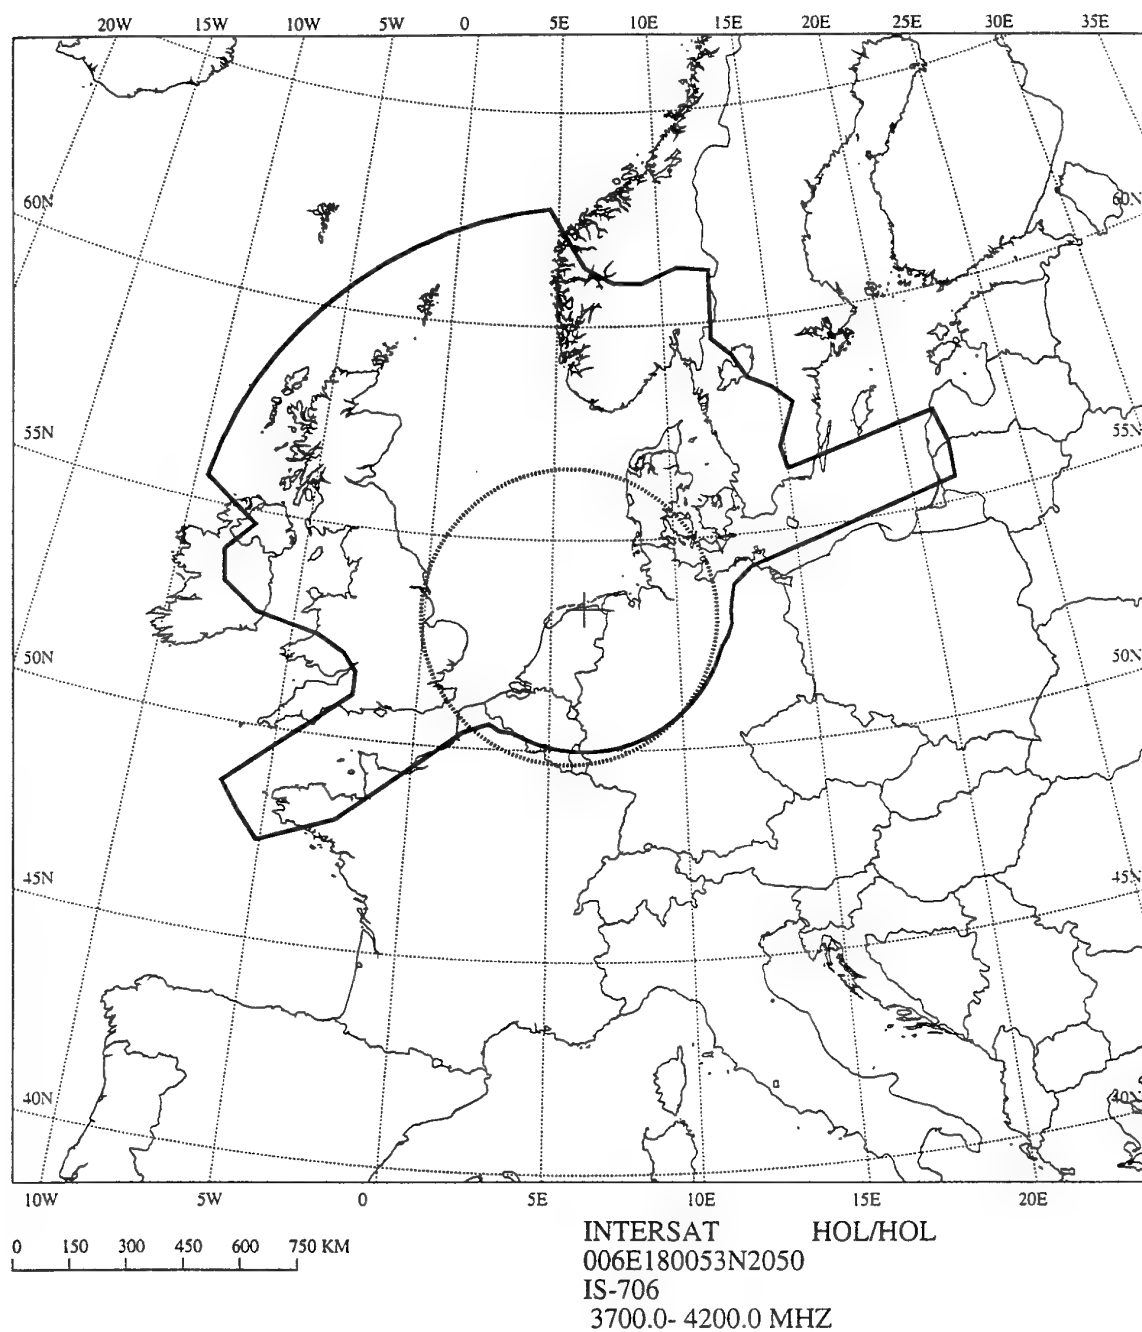 20W 15W 10W 5W 0 5E 10E 15E 20E 25E 30E 35E
60N 60N
55N 55N
50N 50N
45N 45N
40N 40N
10W 5W 0 5E 10E 15E 20E
0 150 300 450 600 750 KM
INTERSAT HOL/HOL
006E180053N2050
IS-706
3700.0- 4200.0 MHZ